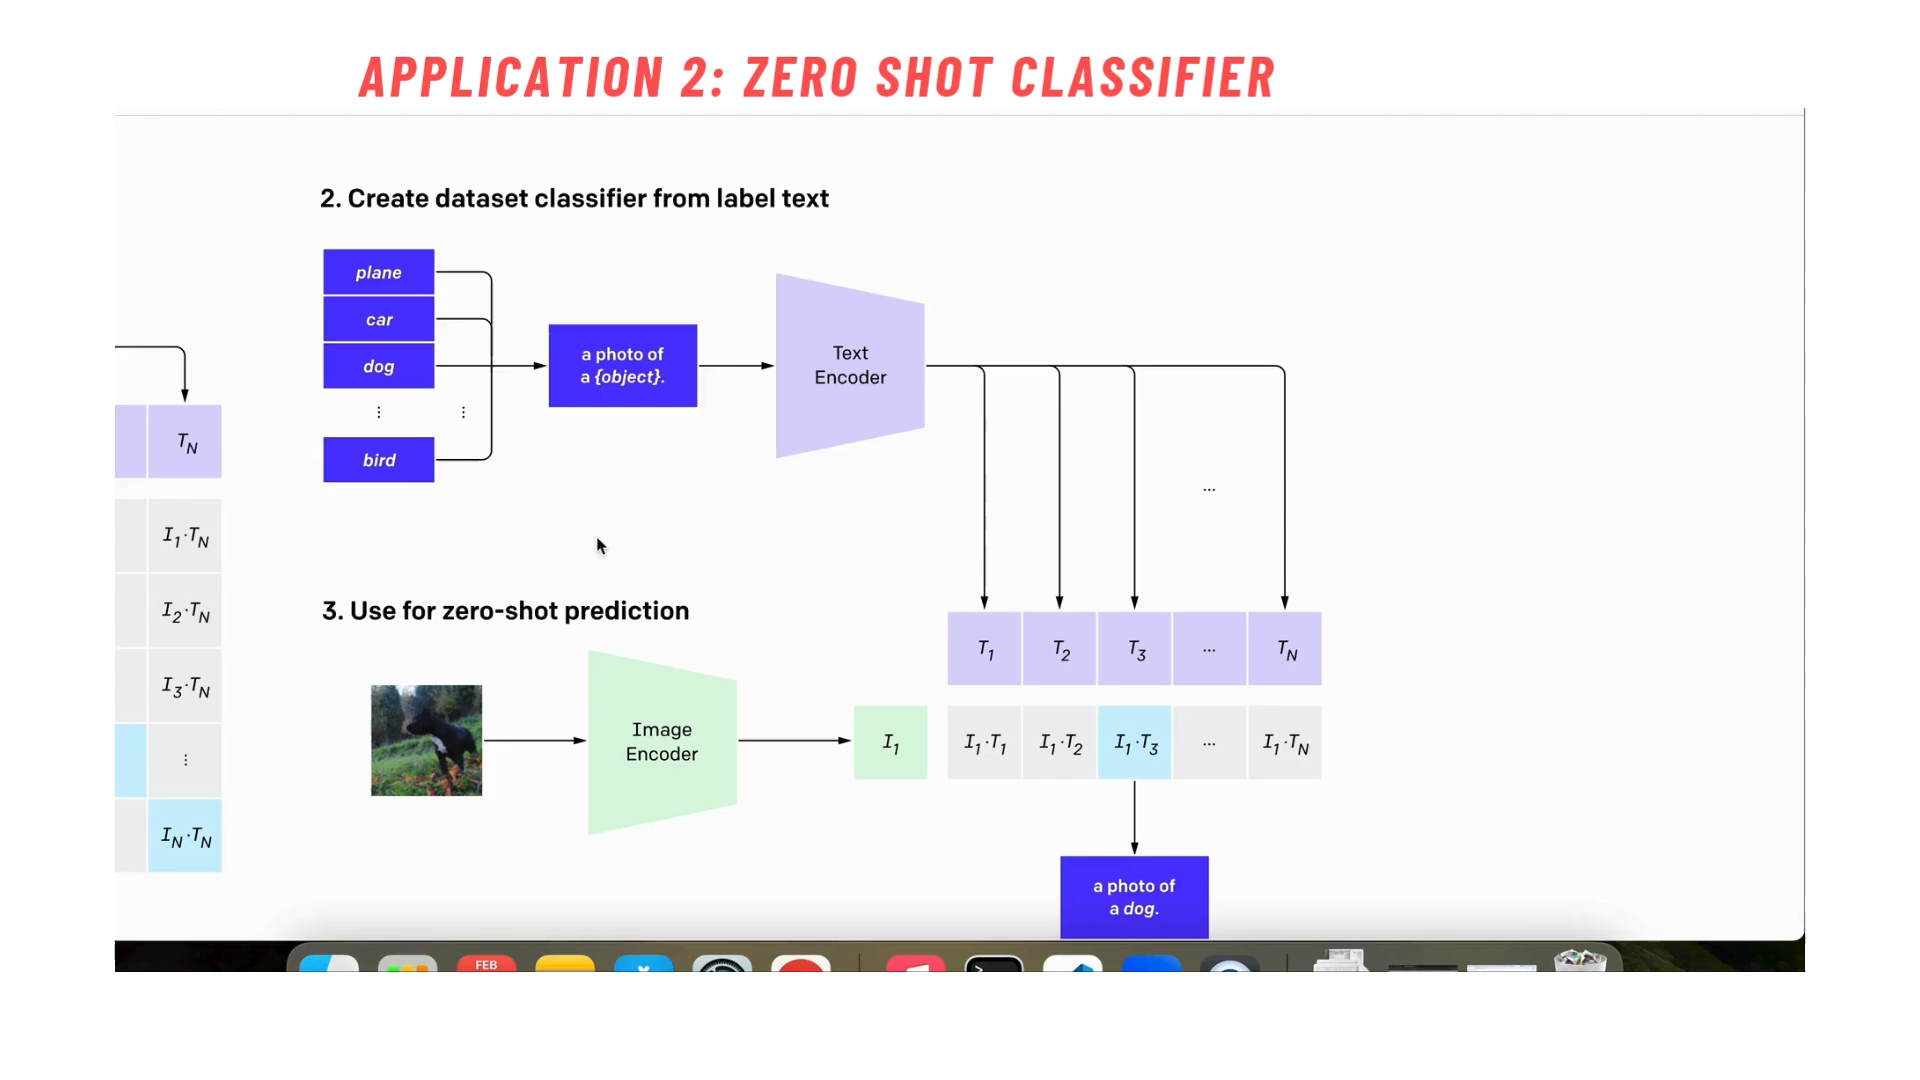 APPLICATION 2: ZERO SHOT CLASSIFIER
2. Create dataset classifier from label text
plane
car
dog
⋮ ⋮
bird
a photo of
a {object}.
Text
Encoder
...
T_N
I_1·T_N
I_2·T_N
I_3·T_N
⋮
I_N·T_N
3. Use for zero-shot prediction
Image
Encoder
I_1
T_1 T_2 T_3 ... T_N
I_1·T_1 I_1·T_2 I_1·T_3 ... I_1·T_N
a photo of
a dog.
FEB